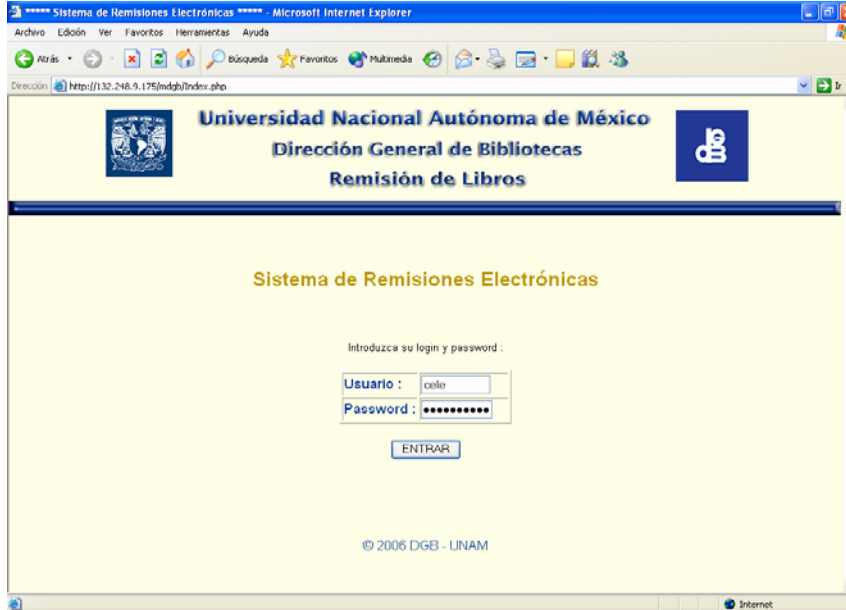 ***** Sistema de Remisiones Electrónicas ***** - Microsoft Internet Explorer
Archivo Edición Ver Favoritos Herramientas Ayuda
Atrás Búsqueda Favoritos Multimedia
Dirección http://132.248.9.175/mdgb/Index.php Ir
Universidad Nacional Autónoma de México
Dirección General de Bibliotecas
Remisión de Libros
Sistema de Remisiones Electrónicas
Introduzca su login y password :
Usuario : cele
Password : ●●●●●●●●●●
ENTRAR
© 2006 DGB - UNAM
Internet